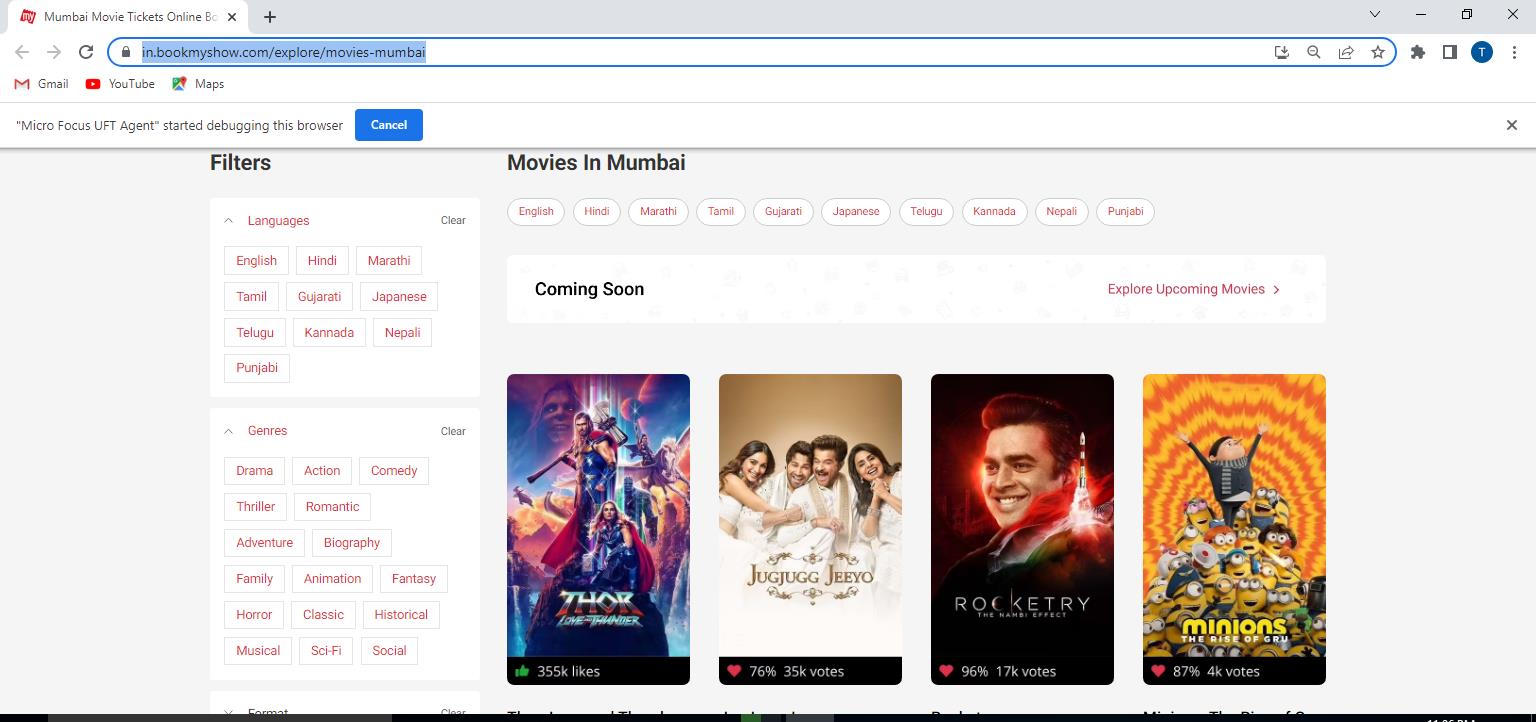 my Mumbai Movie Tickets Online Bo
in.bookmyshow.com/explore/movies-mumbai
T
Gmail YouTube Maps
"Micro Focus UFT Agent" started debugging this browser Cancel
Filters
Languages Clear
English Hindi Marathi
Tamil Gujarati Japanese
Telugu Kannada Nepali
Punjabi
Genres Clear
Drama Action Comedy
Thriller Romantic
Adventure Biography
Family Animation Fantasy
Horror Classic Historical
Musical Sci-Fi Social
Format Clear
Movies In Mumbai
English Hindi Marathi Tamil Gujarati Japanese Telugu Kannada Nepali Punjabi
Coming Soon Explore Upcoming Movies
THOR
LOVE AND THUNDER
355k likes
JUGJUGG JEEYO
76% 35k votes
ROCKETRY
THE NAMBI EFFECT
96% 17k votes
MINIONS
THE RISE OF GRU
87% 4k votes